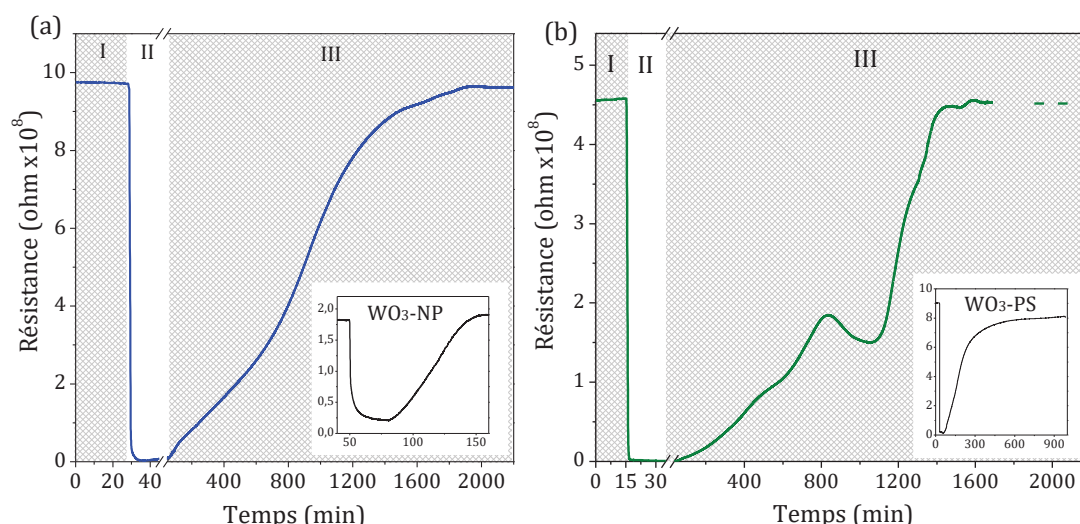 (a)
I II III
11
10
8
6
4
2
0
Résistance (ohm x10⁸)
0 20 40 400 800 1200 1600 2000
Temps (min)
WO₃-NP
2,0
1,5
1,0
0,5
0,0
50 100 150
(b)
I II III
5
4
3
2
1
0
Résistance (ohm x10⁸)
0 15 30 400 800 1200 1600 2000
Temps (min)
WO₃-PS
10
8
6
4
2
0
0 300 600 900